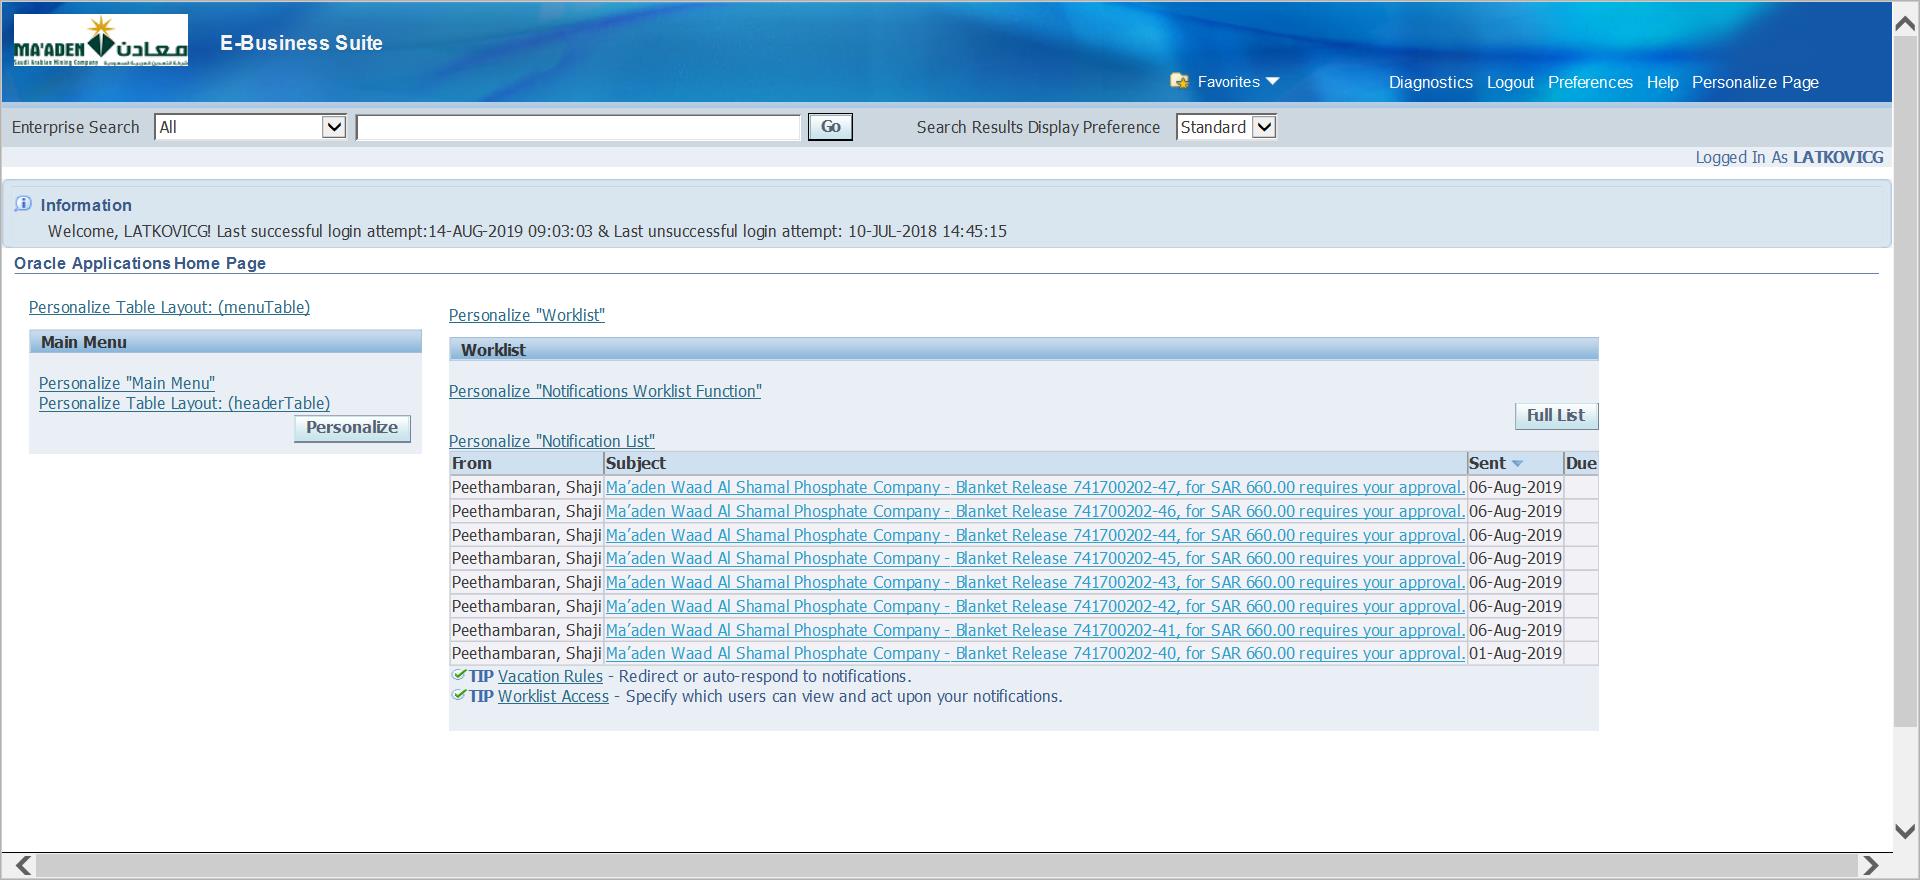 MA'ADEN معادن
Saudi Arabian Mining Company شركة التعدين العربية السعودية
E-Business Suite
Favorites Diagnostics Logout Preferences Help Personalize Page
Enterprise Search All Go Search Results Display Preference Standard
Logged In As LATKOVICG
Information
Welcome, LATKOVICG! Last successful login attempt:14-AUG-2019 09:03:03 & Last unsuccessful login attempt: 10-JUL-2018 14:45:15
Oracle Applications Home Page
Personalize Table Layout: (menuTable)
Main Menu
Personalize "Main Menu"
Personalize Table Layout: (headerTable)
Personalize
Personalize "Worklist"
Worklist
Personalize "Notifications Worklist Function"
Full List
Personalize "Notification List"
From Subject Sent Due
Peethambaran, Shaji Ma’aden Waad Al Shamal Phosphate Company - Blanket Release 741700202-47, for SAR 660.00 requires your approval. 06-Aug-2019
Peethambaran, Shaji Ma’aden Waad Al Shamal Phosphate Company - Blanket Release 741700202-46, for SAR 660.00 requires your approval. 06-Aug-2019
Peethambaran, Shaji Ma’aden Waad Al Shamal Phosphate Company - Blanket Release 741700202-44, for SAR 660.00 requires your approval. 06-Aug-2019
Peethambaran, Shaji Ma’aden Waad Al Shamal Phosphate Company - Blanket Release 741700202-45, for SAR 660.00 requires your approval. 06-Aug-2019
Peethambaran, Shaji Ma’aden Waad Al Shamal Phosphate Company - Blanket Release 741700202-43, for SAR 660.00 requires your approval. 06-Aug-2019
Peethambaran, Shaji Ma’aden Waad Al Shamal Phosphate Company - Blanket Release 741700202-42, for SAR 660.00 requires your approval. 06-Aug-2019
Peethambaran, Shaji Ma’aden Waad Al Shamal Phosphate Company - Blanket Release 741700202-41, for SAR 660.00 requires your approval. 06-Aug-2019
Peethambaran, Shaji Ma’aden Waad Al Shamal Phosphate Company - Blanket Release 741700202-40, for SAR 660.00 requires your approval. 01-Aug-2019
TIP Vacation Rules - Redirect or auto-respond to notifications.
TIP Worklist Access - Specify which users can view and act upon your notifications.